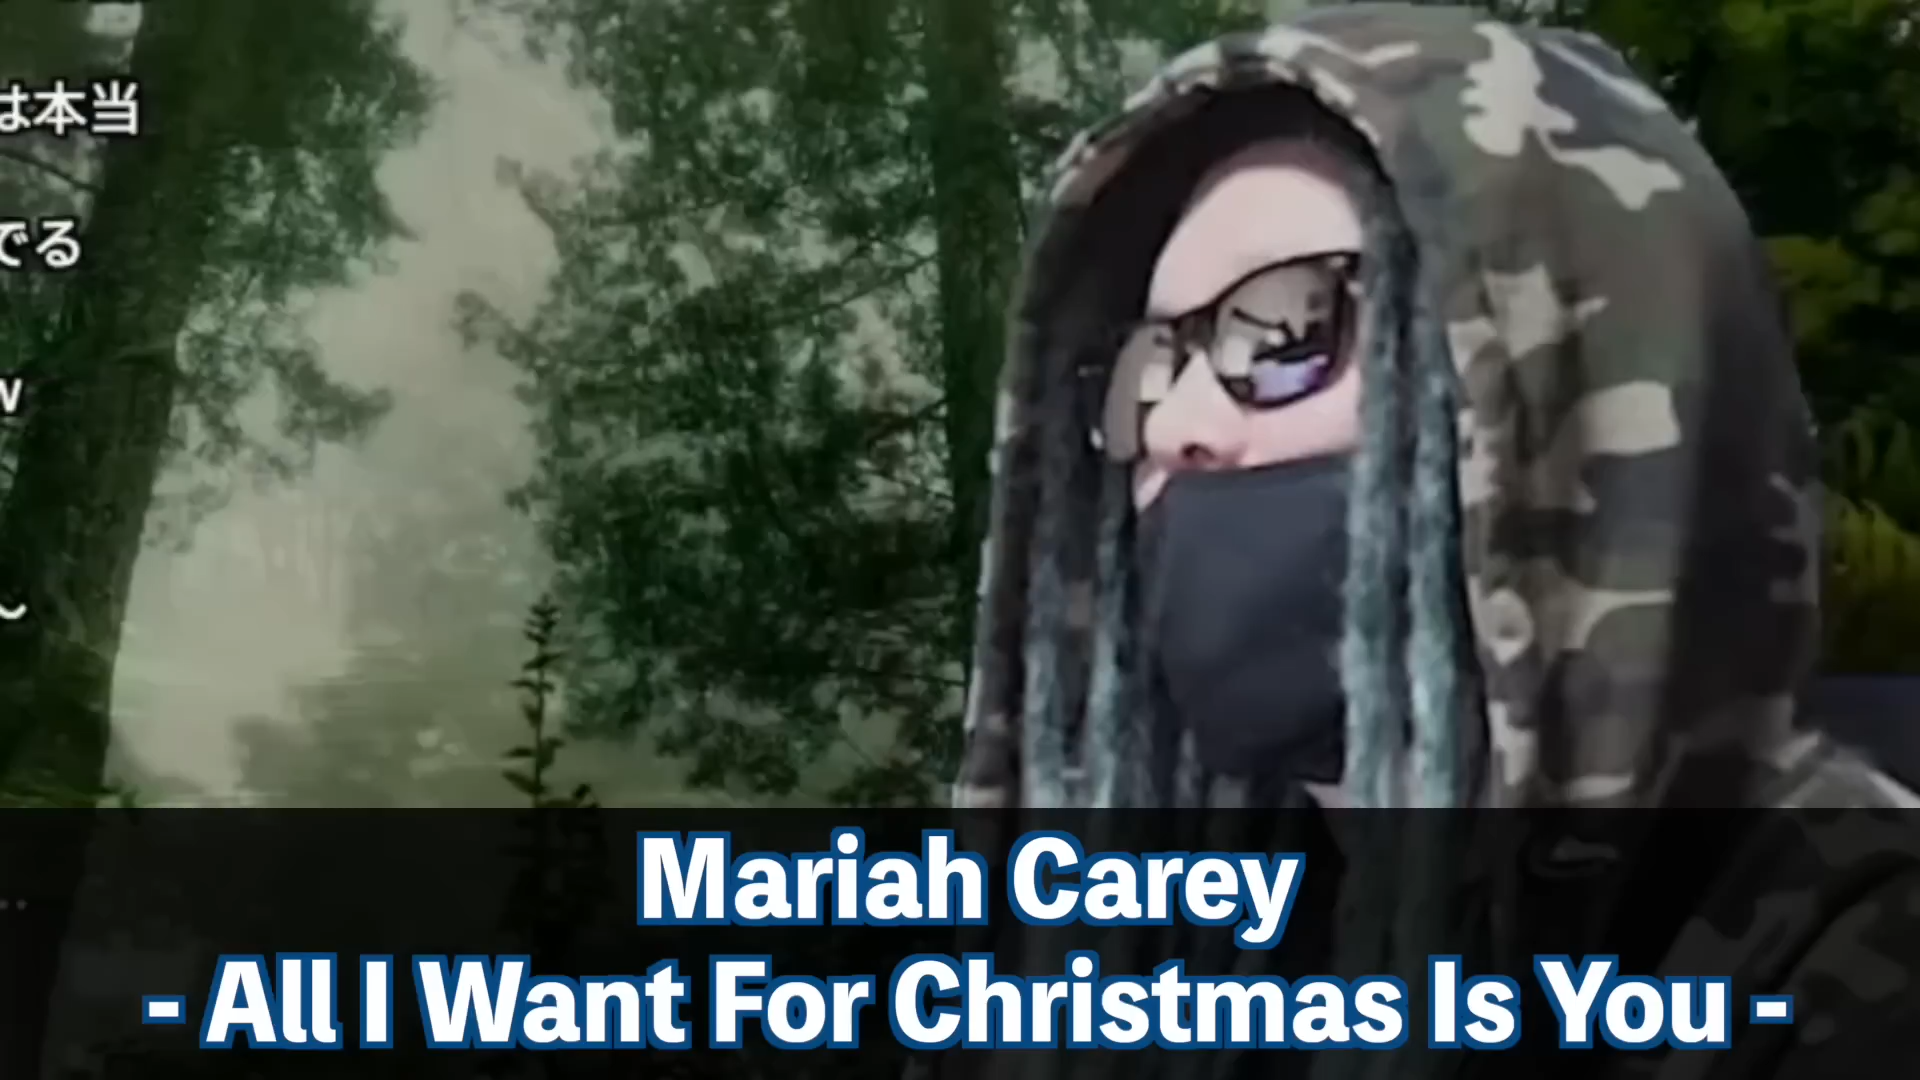 は本当
でる
w
〜
..
Mariah Carey
- All I Want For Christmas Is You -